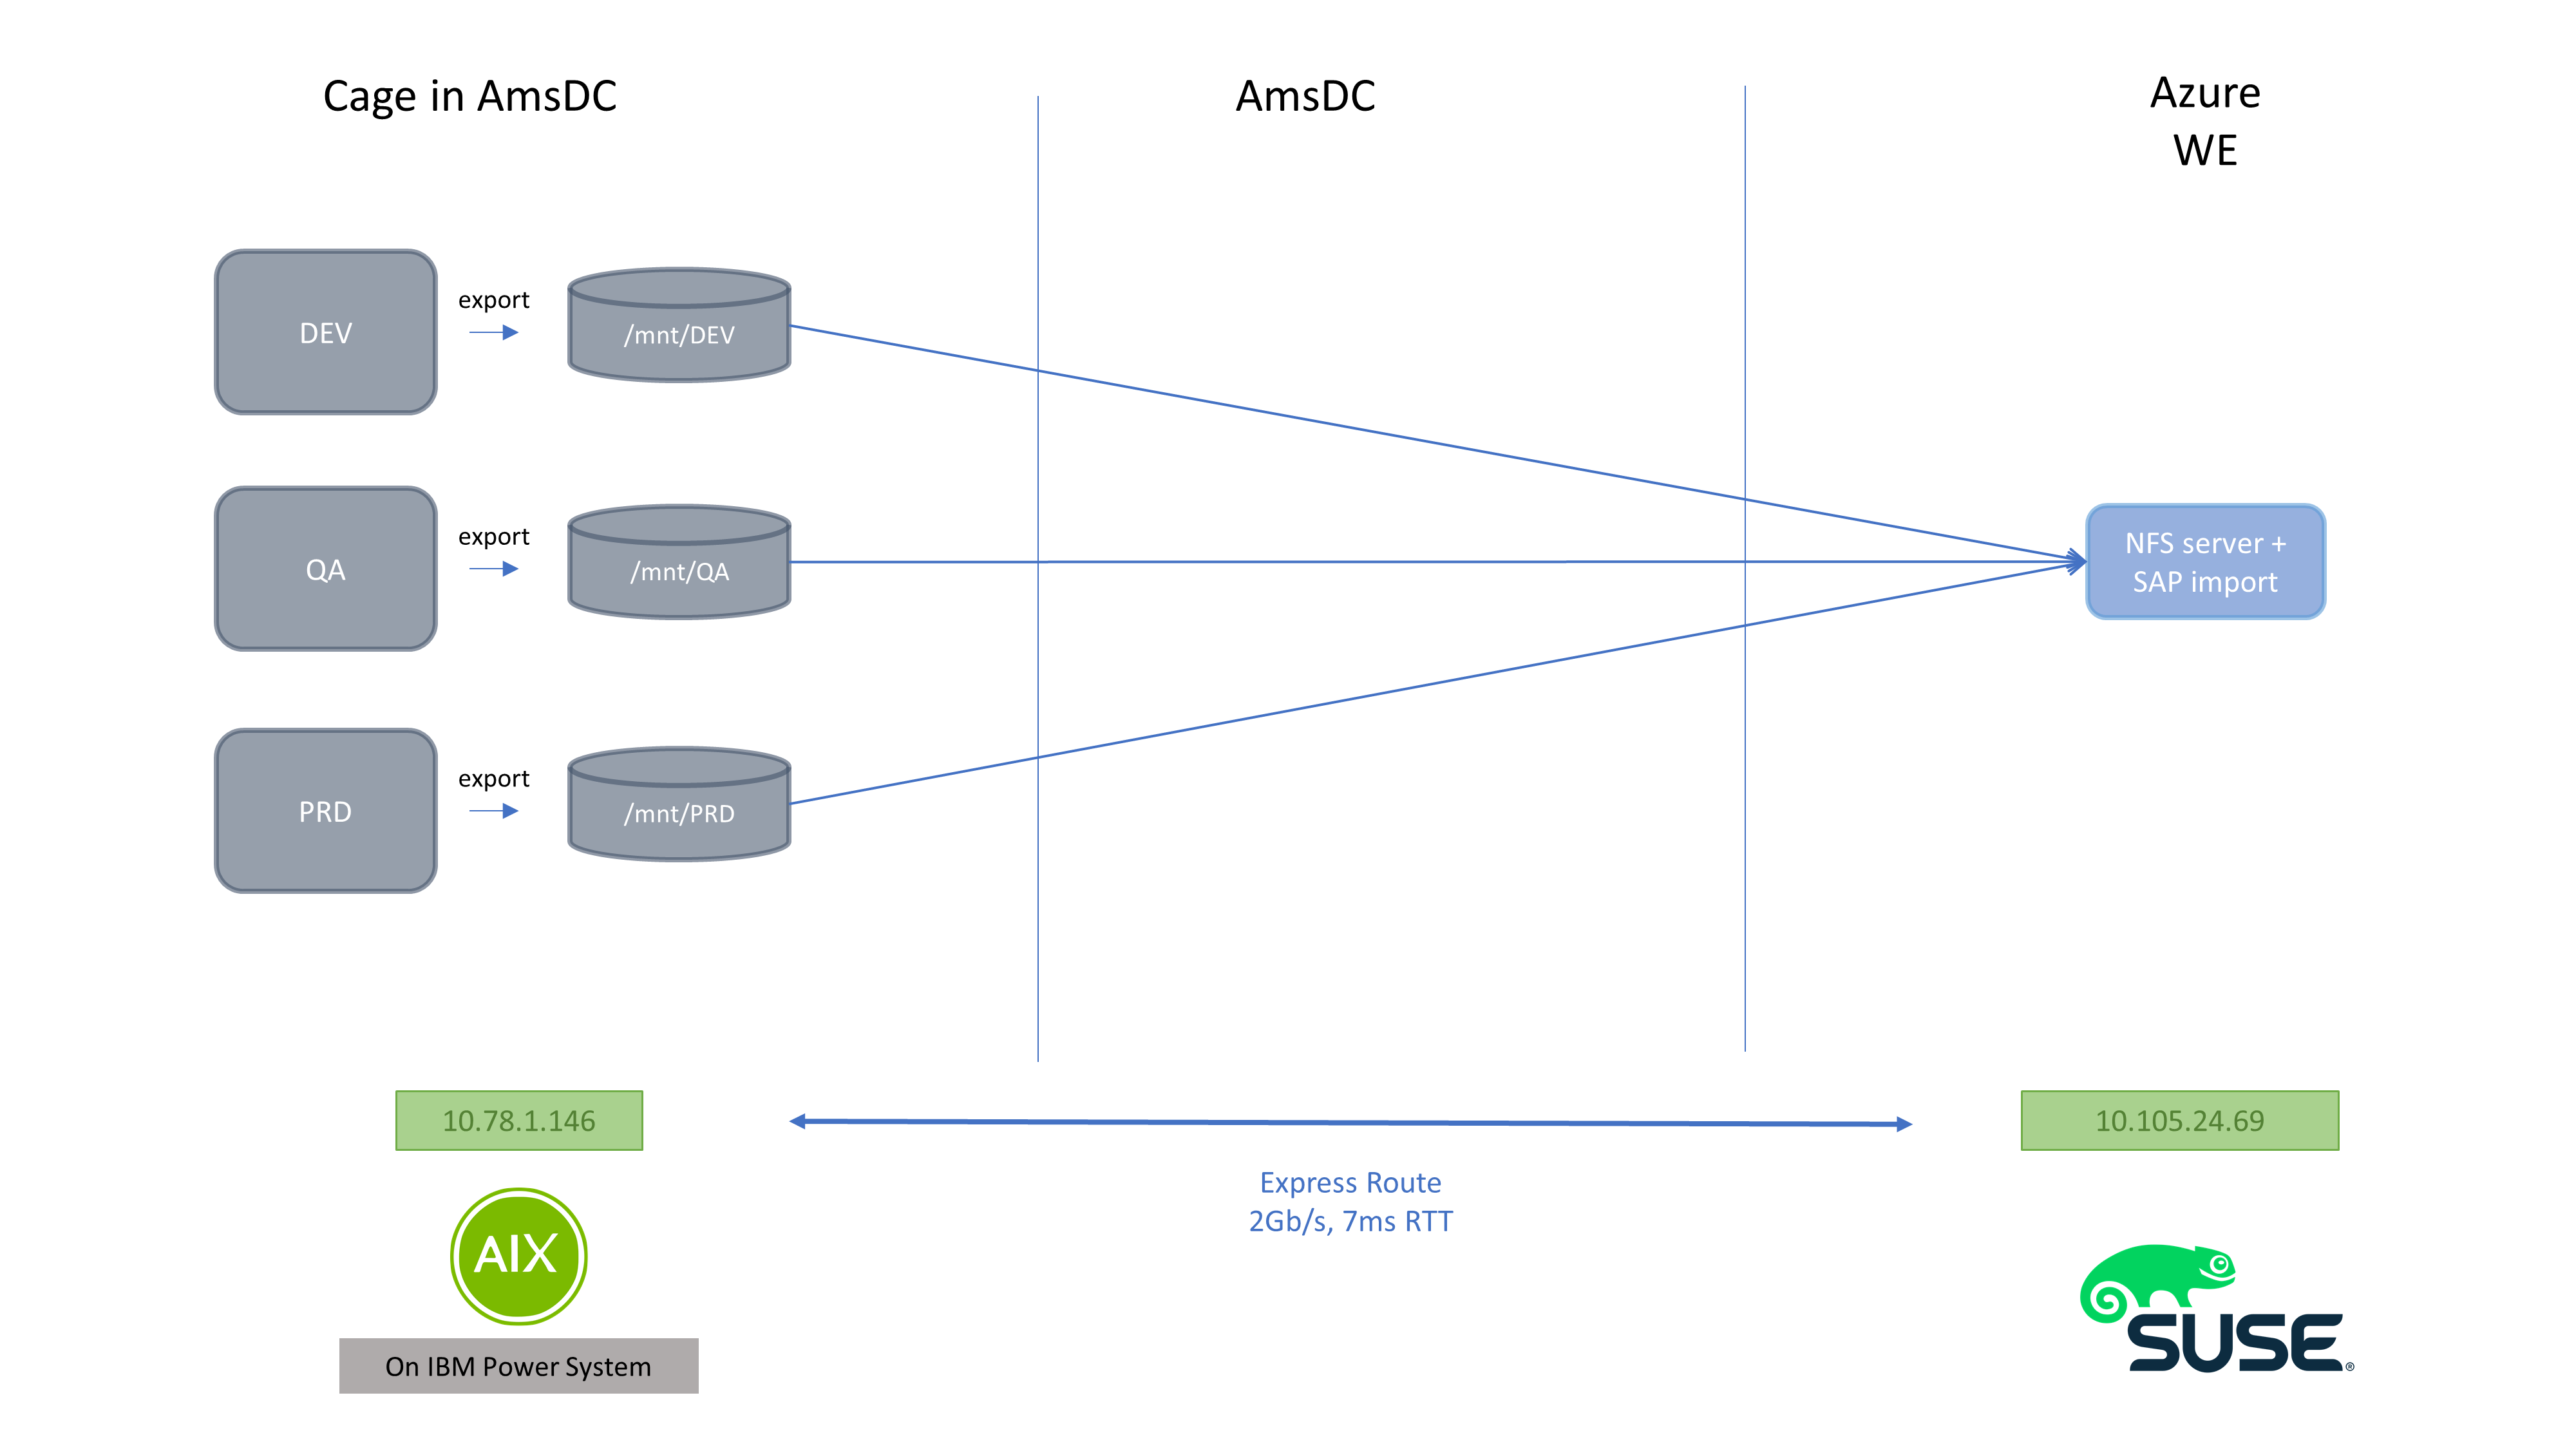 Cage in AmsDC
AmsDC
Azure
WE
DEV
export
/mnt/DEV
QA
export
/mnt/QA
NFS server +
SAP import
PRD
export
/mnt/PRD
10.78.1.146
10.105.24.69
Express Route
2Gb/s, 7ms RTT
AIX
On IBM Power System
SUSE®